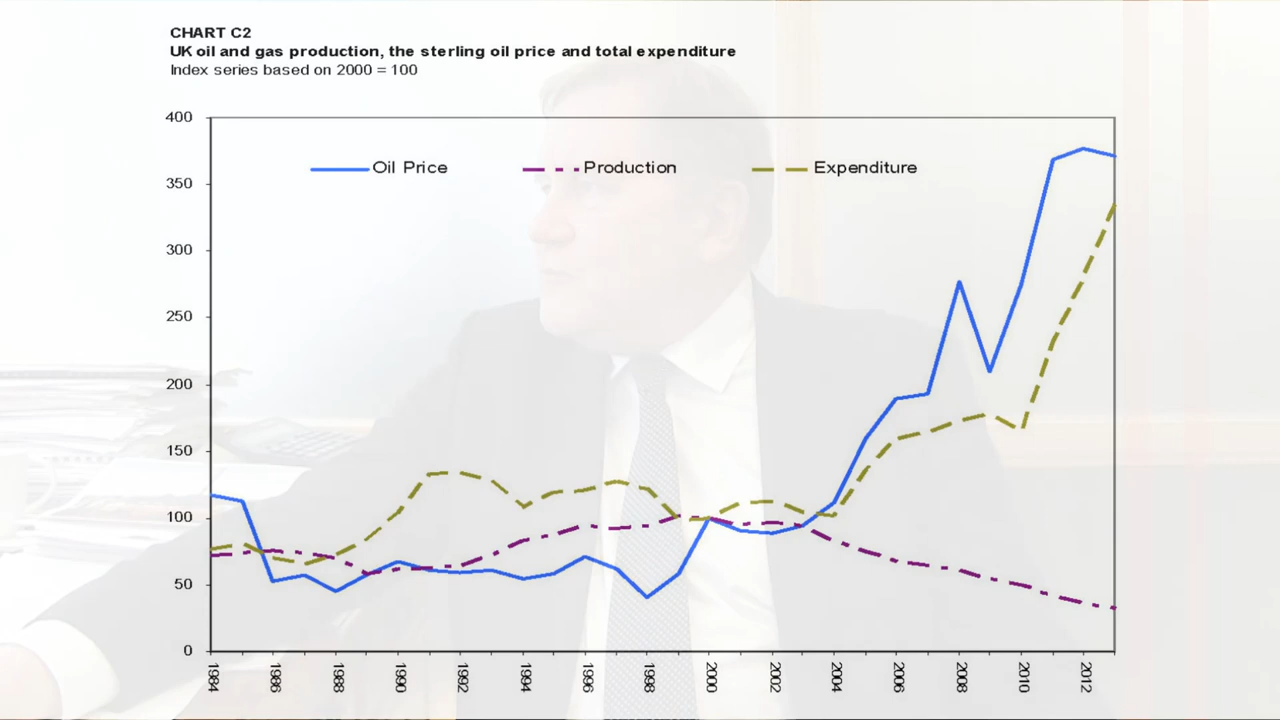 CHART C2
UK oil and gas production, the sterling oil price and total expenditure
Index series based on 2000 = 100
400
Oil Price Production Expenditure
350
300
250
200
150
100
50
0
1984 1986 1988 1990 1992 1994 1996 1998 2000 2002 2004 2006 2008 2010 2012